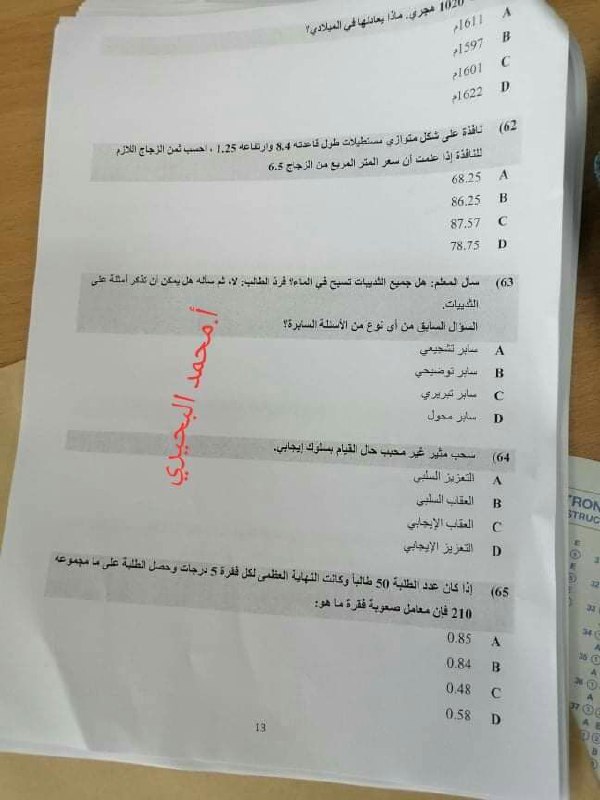 1020 هجري. ماذا يعادلها في الميلادي؟
A 1611م
B 1597م
C 1601م
D 1622م
62) نافذة على شكل متوازي مستطيلات طول قاعدته 8.4 وارتفاعه 1.25 ، احسب ثمن الزجاج اللازم
للنافذة إذا علمت أن سعر المتر المربع من الزجاج 6.5
A 68.25
B 86.25
C 87.57
D 78.75
63) سأل المعلم: هل جميع الثدييات تسبح في الماء؟ فرد الطالب: لا، ثم سأله هل يمكن أن تذكر أمثلة على
الثدييات.
السؤال السابق من أي نوع من الأسئلة السابرة؟
A سابر تشجيعي
B سابر توضيحي
C سابر تبريري
D سابر محول
64) سحب مثير غير محبب حال القيام بسلوك إيجابي.
A التعزيز السلبي
B العقاب السلبي
C العقاب الإيجابي
D التعزيز الإيجابي
65) إذا كان عدد الطلبة 50 طالباً وكانت النهاية العظمى لكل فقرة 5 درجات وحصل الطلبة على ما مجموعه
210 فإن معامل صعوبة فقرة ما هو:
A 0.85
B 0.84
C 0.48
D 0.58
13
أ.محمد البحيدي